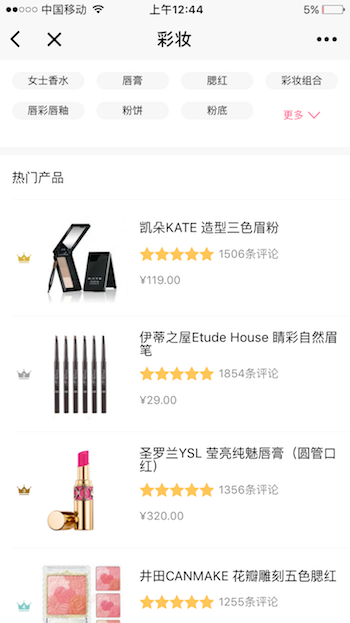 中国移动 上午12:44 5%
彩妆
女士香水 唇膏 腮红 彩妆组合
唇彩唇釉 粉饼 粉底 更多
热门产品
凯朵KATE 造型三色眉粉
1506条评论
¥119.00
伊蒂之屋Etude House 睛彩自然眉
笔
1854条评论
¥29.00
圣罗兰YSL 莹亮纯魅唇膏（圆管口
红）
1356条评论
¥320.00
井田CANMAKE 花瓣雕刻五色腮红
1255条评论